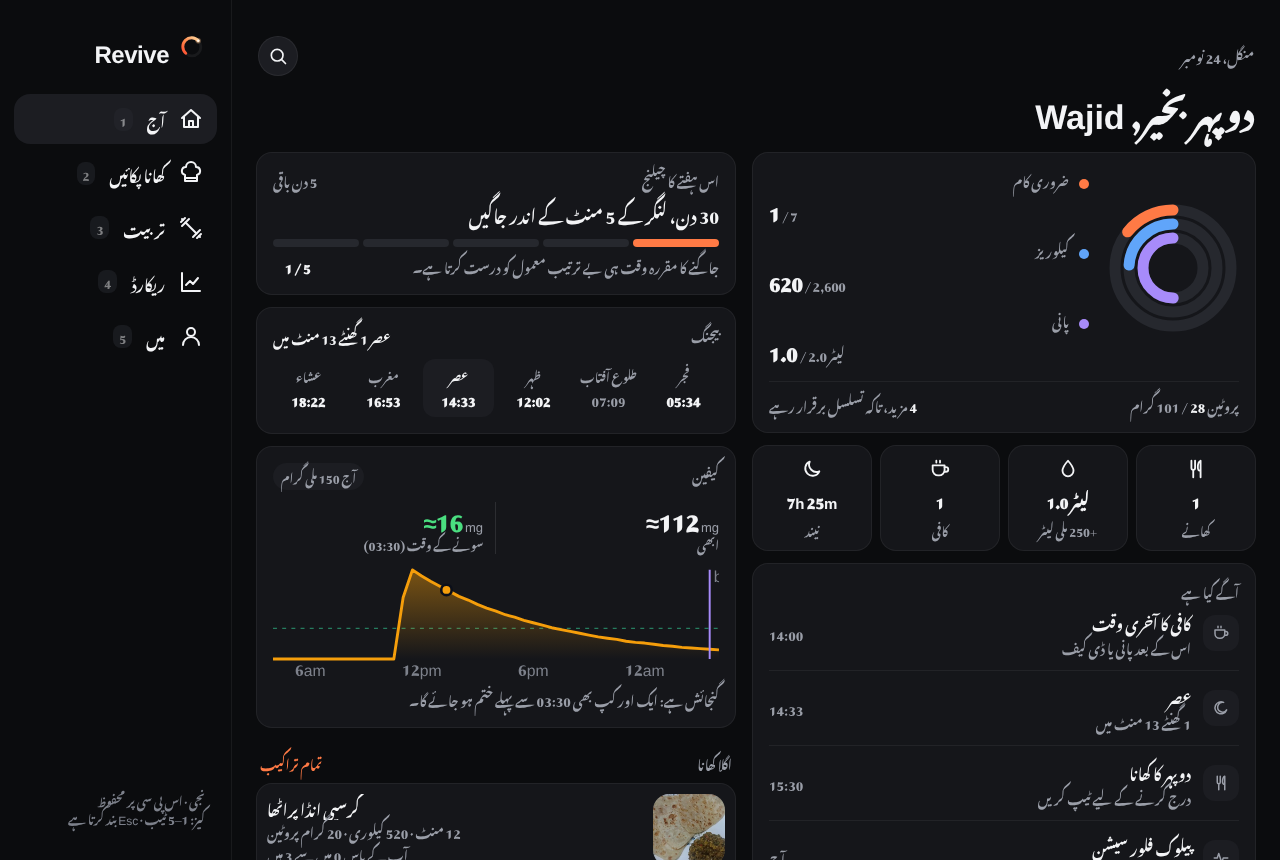 Revive
آج 1
کھانا پکائیں 2
تربیت 3
ریکارڈ 4
میں 5
نجی · اس پی سی پر محفوظ
کیز: 1–5 ٹیب · Esc بند کرتا ہے
منگل، 24 نومبر
دوپہر بخیر، Wajid
ضروری کام
1 / 7
کیلوریز
620 / 2,600
پانی
1.0 / 2.0 لیٹر
پروٹین 28 / 101 گرام
4 مزید، تاکہ تسلسل برقرار رہے
1
کھانے
1.0 لیٹر
+250 ملی لیٹر
1
کافی
7h 25m
نیند
آگے کیا ہے
کافی کا آخری وقت
اس کے بعد پانی یا ڈی کیف
14:00
عصر
1 گھنٹے 13 منٹ میں
14:33
دوپہر کا کھانا
درج کرنے کے لیے ٹیپ کریں
15:30
پیلوک فلور سیشن
آج
اس ہفتے کا چیلنج
5 دن باقی
30 دن، لنگر کے 5 منٹ کے اندر جاگیں
جاگنے کا مقررہ وقت ہی بے ترتیب معمول کو درست کرتا ہے۔
1 / 5
بیجنگ
عصر 1 گھنٹے 13 منٹ میں
فجر طلوع آفتاب ظہر عصر مغرب عشاء
05:34 07:09 12:02 14:33 16:53 18:22
کیفین
آج 150 ملی گرام
≈112 mg
ابھی
≈16 mg
سونے کے وقت (03:30)
6am 12pm 6pm 12am
گنجائش ہے: ایک اور کپ بھی 03:30 سے پہلے ختم ہو جائے گا۔
اگلا کھانا
تمام تراکیب
کرسپی انڈا پراٹھا
12 منٹ · 520 کیلوری · 20 گرام پروٹین